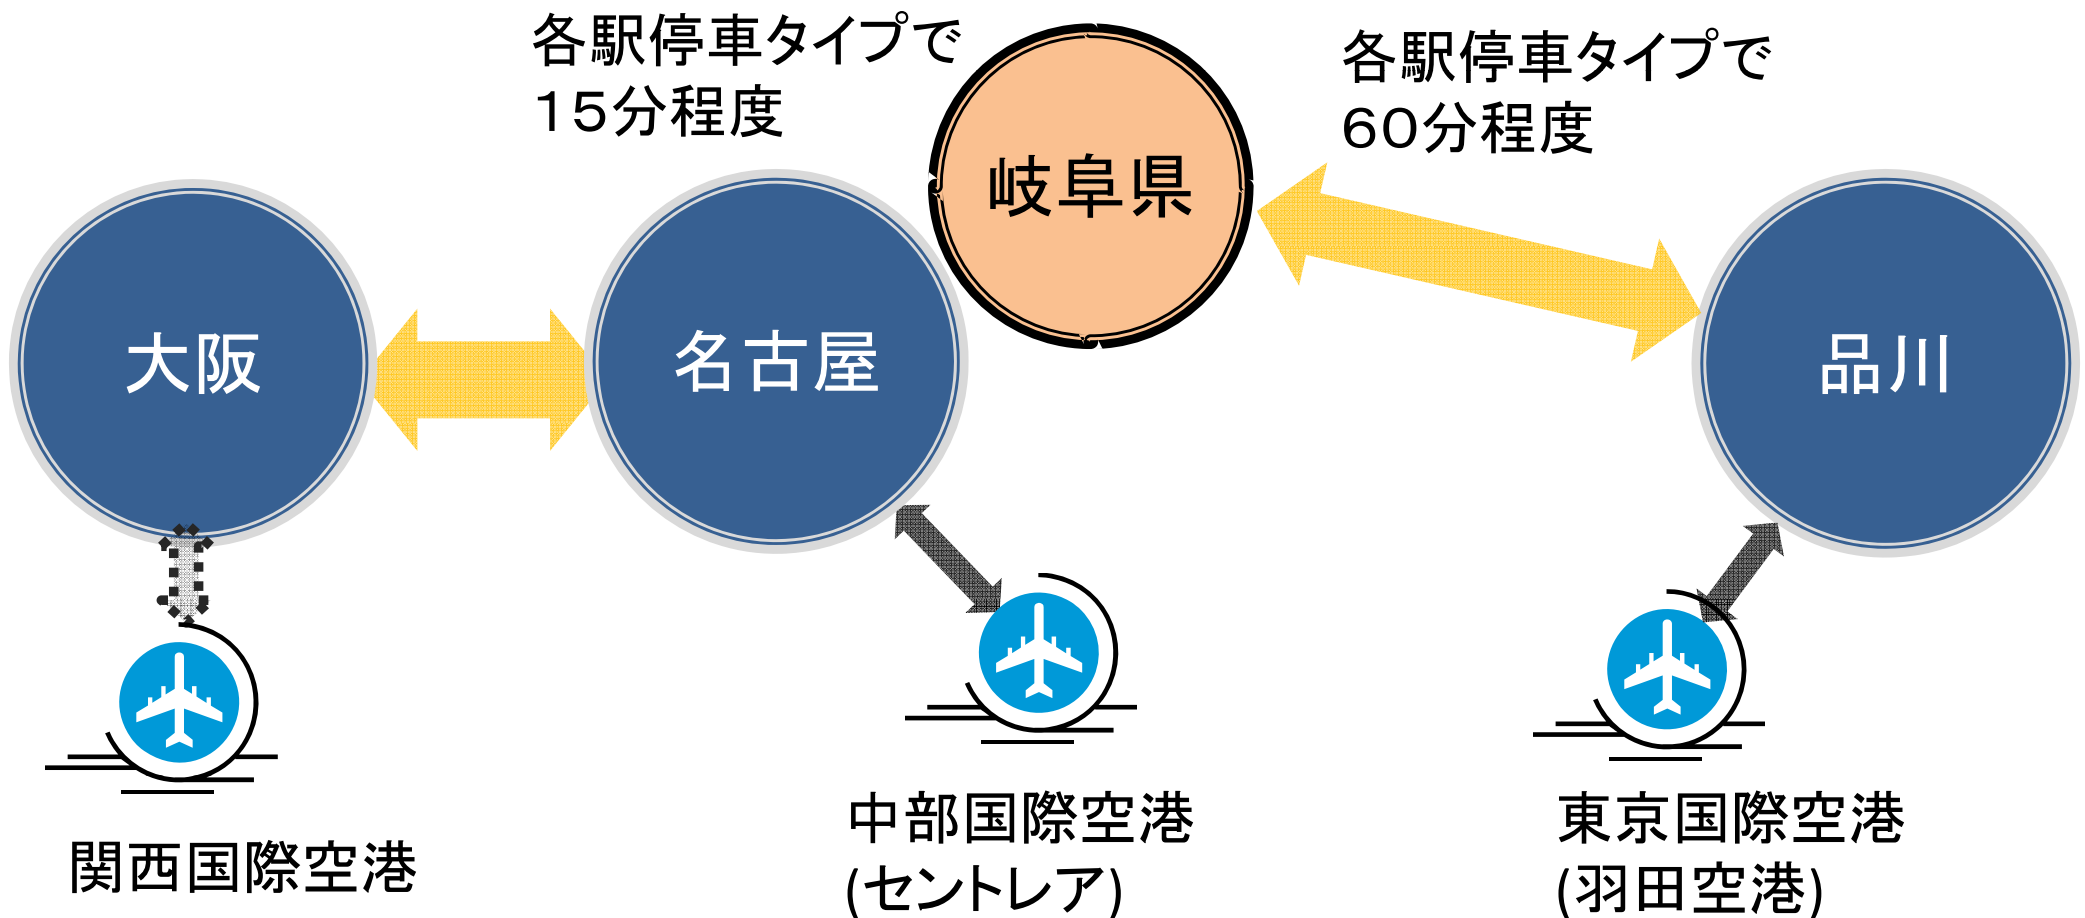 各駅停車タイプで
15分程度
各駅停車タイプで
60分程度
岐阜県
大阪
名古屋
品川
関西国際空港
中部国際空港
(セントレア)
東京国際空港
(羽田空港)